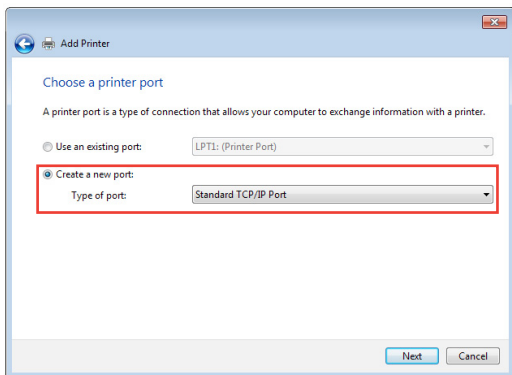 Add Printer
Choose a printer port
A printer port is a type of connection that allows your computer to exchange information with a printer.
Use an existing port: LPT1: (Printer Port)
Create a new port:
Type of port: Standard TCP/IP Port
Next Cancel